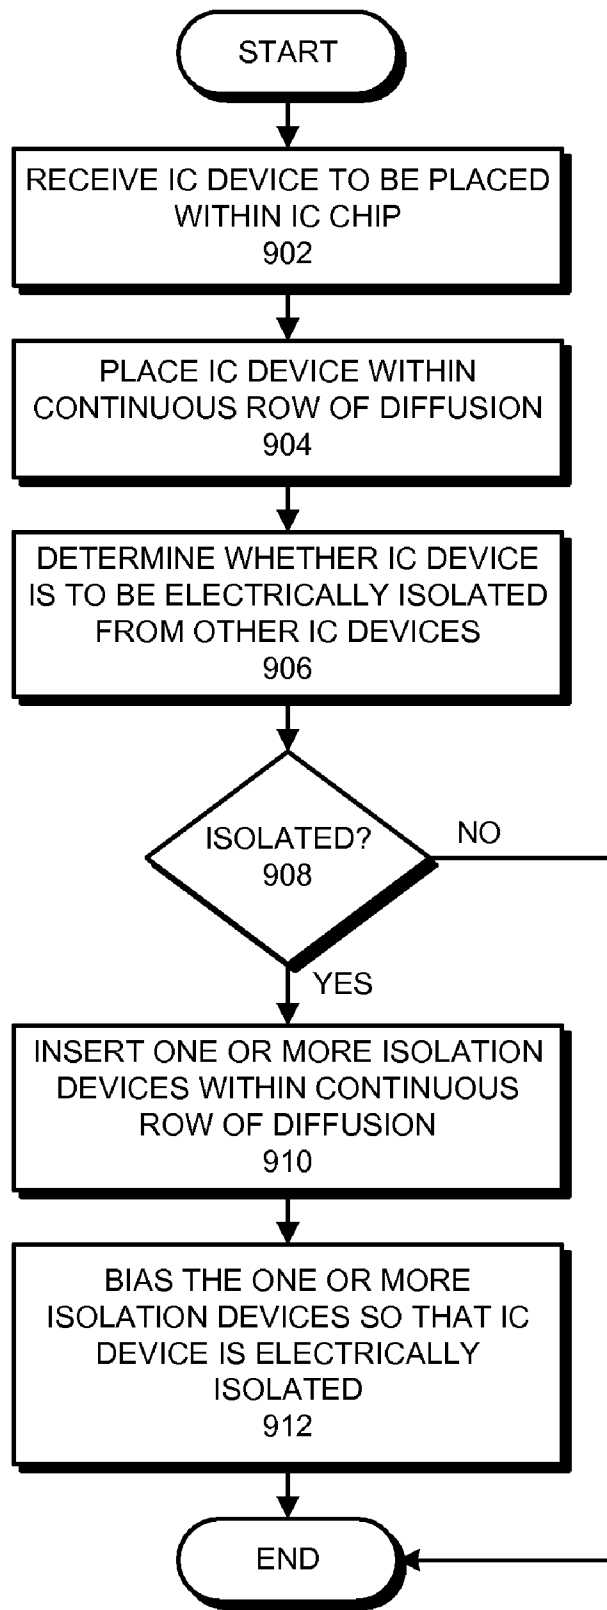 START
RECEIVE IC DEVICE TO BE PLACED
WITHIN IC CHIP
902
PLACE IC DEVICE WITHIN
CONTINUOUS ROW OF DIFFUSION
904
DETERMINE WHETHER IC DEVICE
IS TO BE ELECTRICALLY ISOLATED
FROM OTHER IC DEVICES
906
ISOLATED?
908
NO
YES
INSERT ONE OR MORE ISOLATION
DEVICES WITHIN CONTINUOUS
ROW OF DIFFUSION
910
BIAS THE ONE OR MORE
ISOLATION DEVICES SO THAT IC
DEVICE IS ELECTRICALLY
ISOLATED
912
END